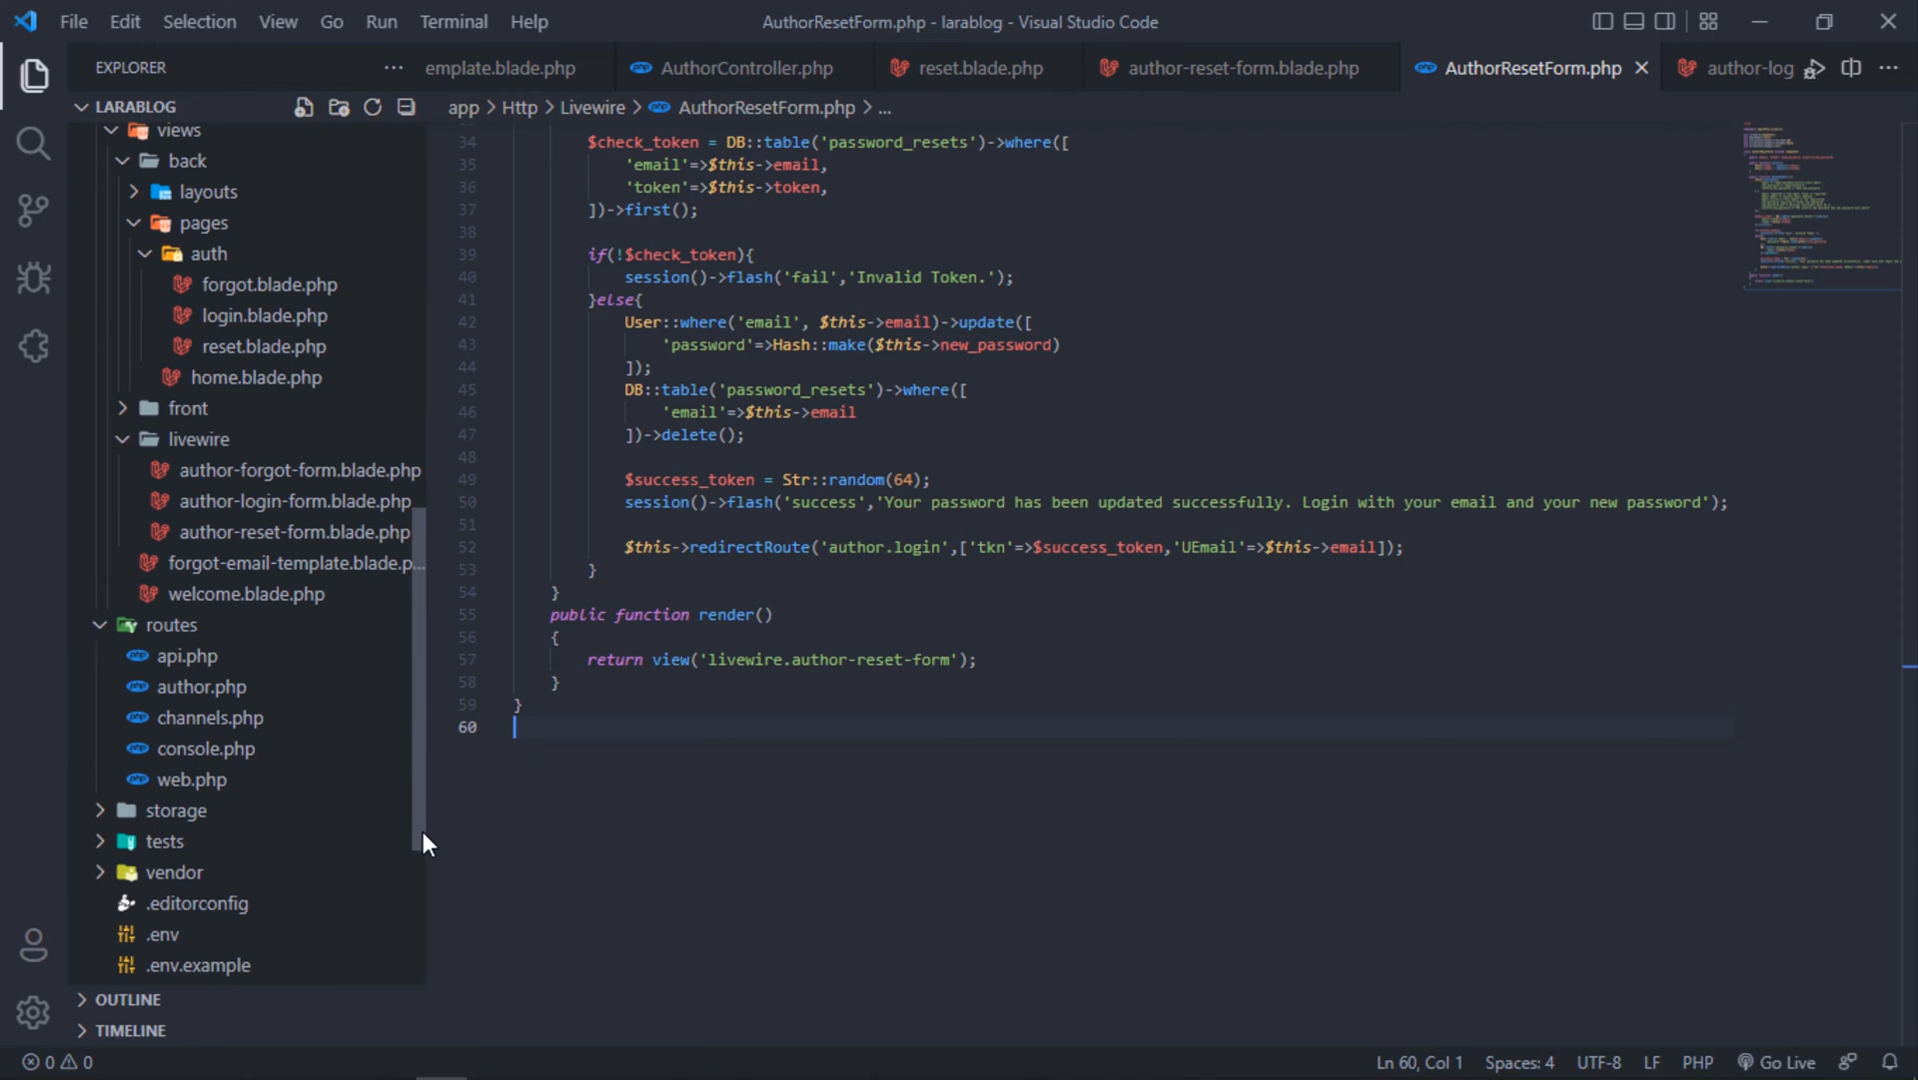 File Edit Selection View Go Run Terminal Help
AuthorResetForm.php - larablog - Visual Studio Code
EXPLORER
emplate.blade.php
AuthorController.php
reset.blade.php
author-reset-form.blade.php
AuthorResetForm.php
author-log
LARABLOG
app > Http > Livewire > AuthorResetForm.php > ...
views
back
layouts
pages
auth
forgot.blade.php
login.blade.php
reset.blade.php
home.blade.php
front
livewire
author-forgot-form.blade.php
author-login-form.blade.php
author-reset-form.blade.php
forgot-email-template.blade.p...
welcome.blade.php
routes
api.php
author.php
channels.php
console.php
web.php
storage
tests
vendor
.editorconfig
.env
.env.example
OUTLINE
TIMELINE
34 $check_token = DB::table('password_resets')->where([
35 'email'=>$this->email,
36 'token'=>$this->token,
37 ])->first();
38
39 if(!$check_token){
40 session()->flash('fail','Invalid Token.');
41 }else{
42 User::where('email', $this->email)->update([
43 'password'=>Hash::make($this->new_password)
44 ]);
45 DB::table('password_resets')->where([
46 'email'=>$this->email
47 ])->delete();
48
49 $success_token = Str::random(64);
50 session()->flash('success','Your password has been updated successfully. Login with your email and your new password');
51
52 $this->redirectRoute('author.login',['tkn'=>$success_token,'UEmail'=>$this->email]);
53 }
54 }
55 public function render()
56 {
57 return view('livewire.author-reset-form');
58 }
59 }
60
0 0
Ln 60, Col 1 Spaces: 4 UTF-8 LF PHP Go Live